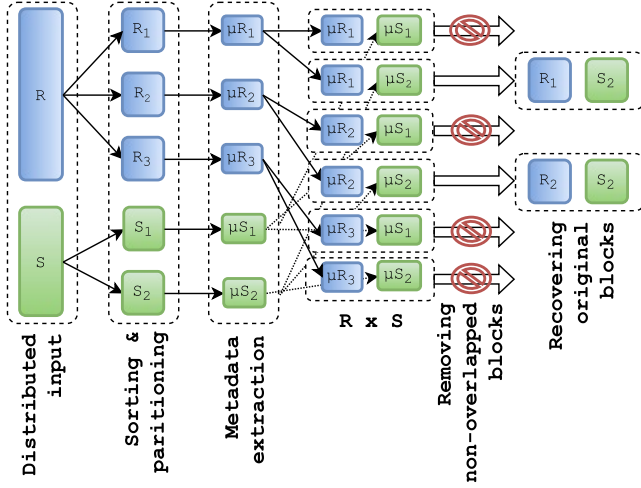 R
S
R1
R2
R3
S1
S2
μR1
μR2
μR3
μS1
μS2
μR1 μS1
μR1 μS2
μR2 μS1
μR2 μS2
μR3 μS1
μR3 μS2
R1 S2
R2 S2
Distributed
input
Sorting &
paritioning
Metadata
extraction
R x S
Removing
non-overlapped
blocks
Recovering
original
blocks